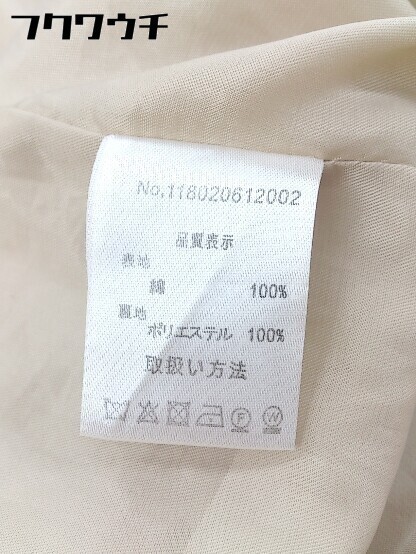 フクワウチ
No.118020612002
品質表示
表地
綿 100%
裏地
ポリエステル 100%
取扱い方法
F W